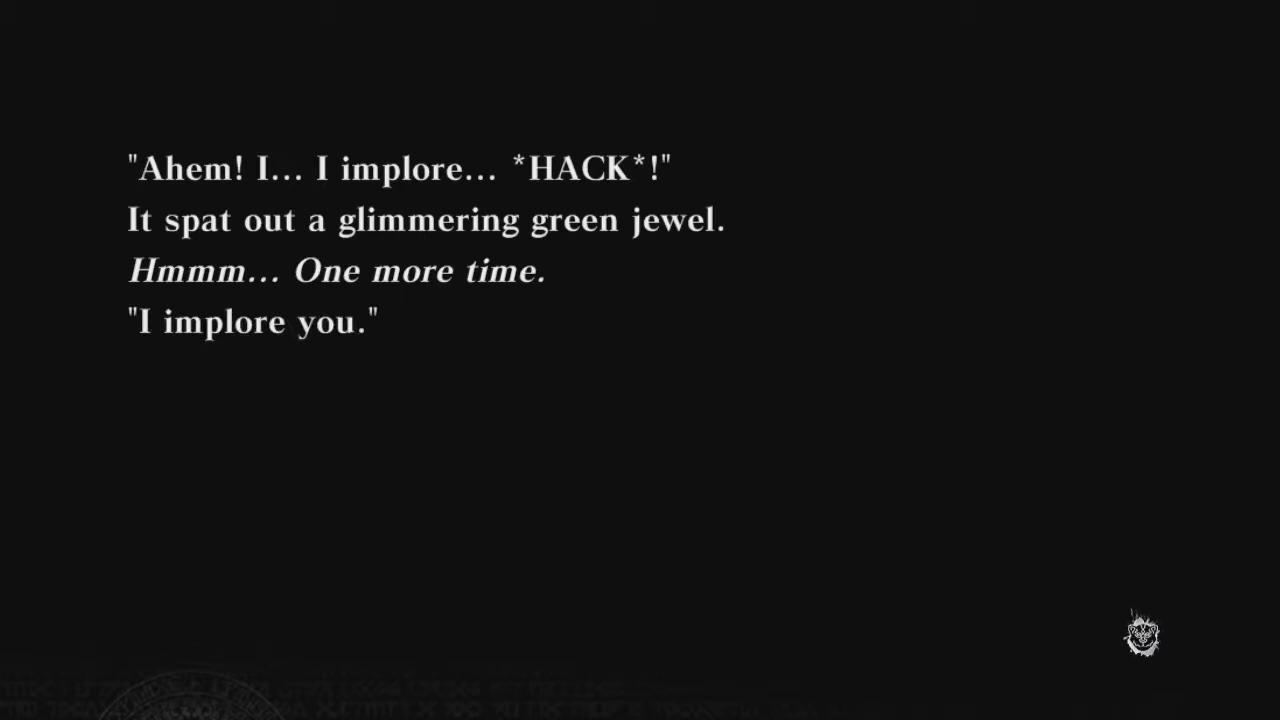 "Ahem! I... I implore... *HACK*!"
It spat out a glimmering green jewel.
Hmmm... One more time.
"I implore you."